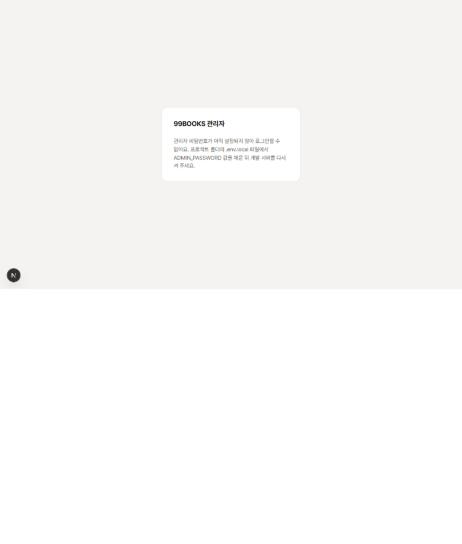 99BOOKS 관리자
관리자 비밀번호가 아직 설정되지 않아 로그인할 수
없어요. 프로젝트 폴더의 .env.local 파일에서
ADMIN_PASSWORD 값을 채운 뒤 개발 서버를 다시
켜 주세요.
N